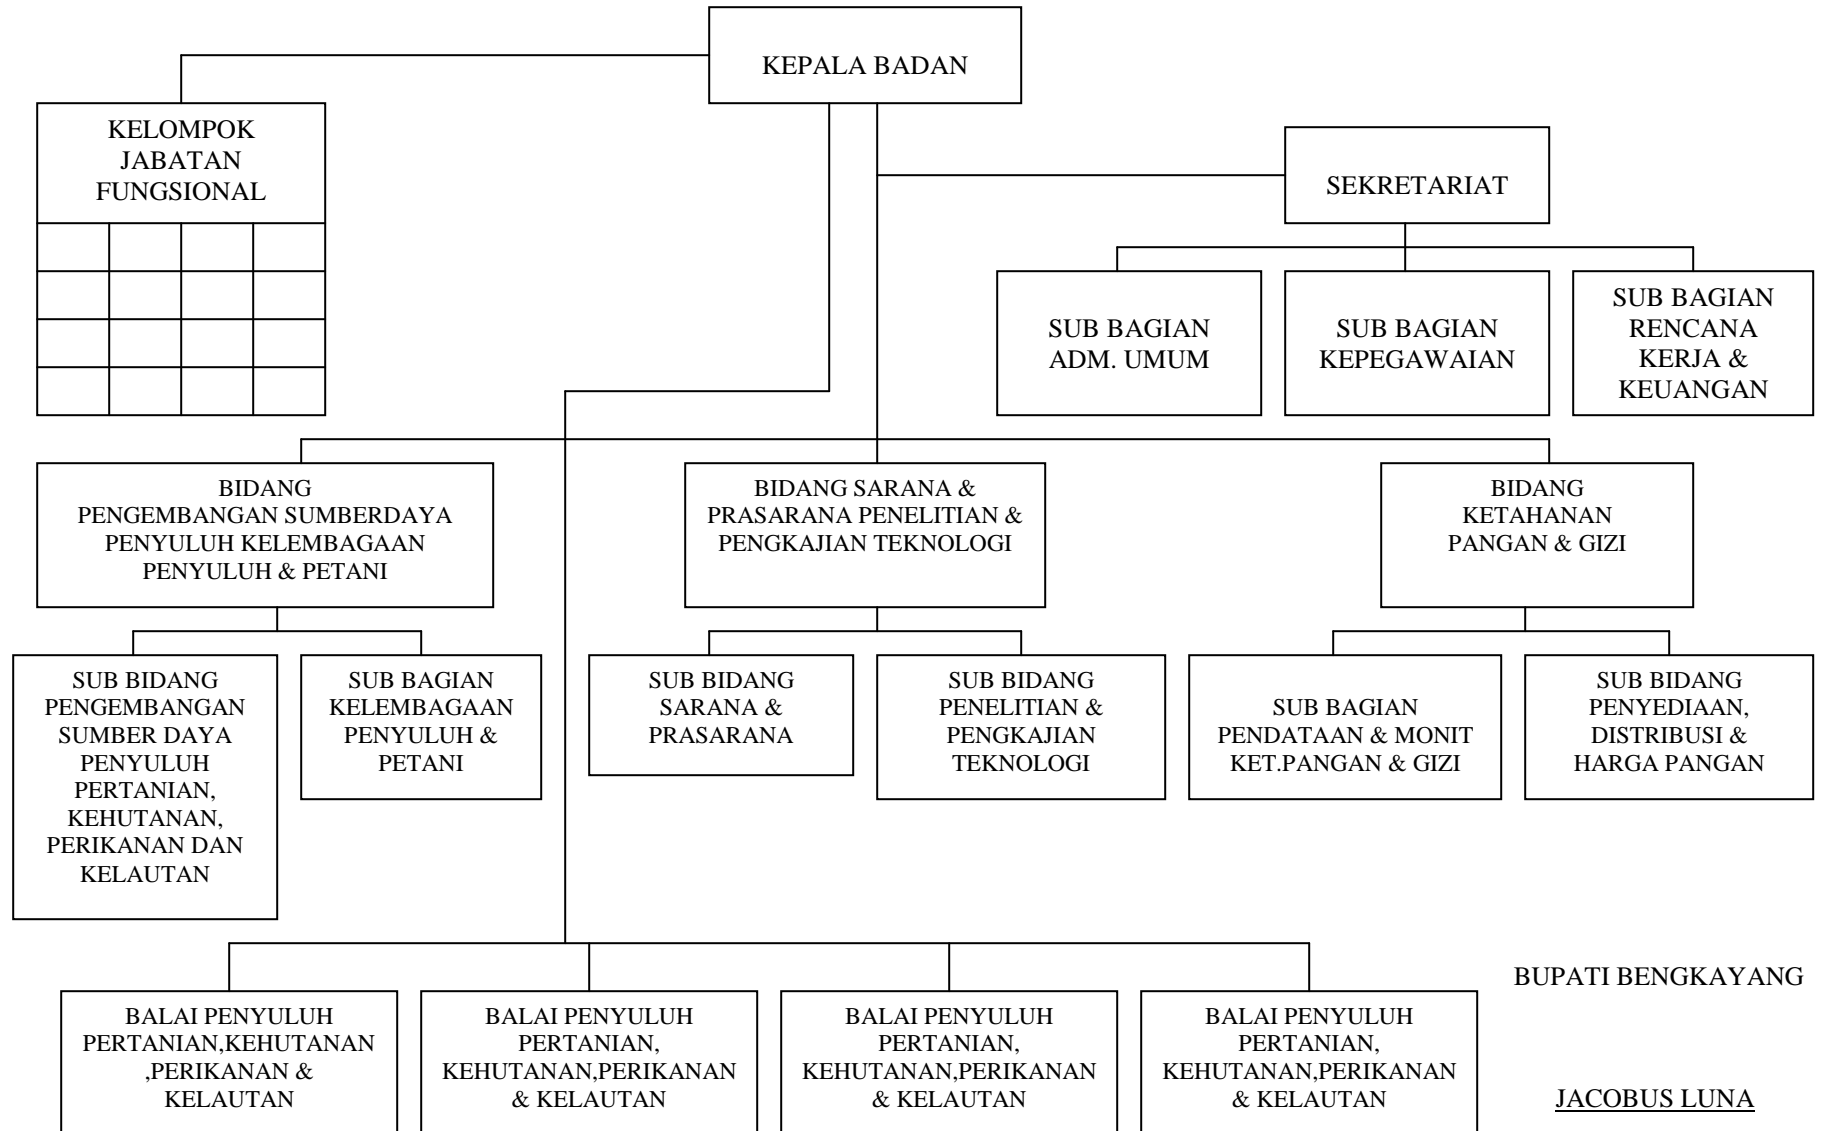 KEPALA BADAN
KELOMPOK
JABATAN
FUNGSIONAL
SEKRETARIAT
SUB BAGIAN
ADM. UMUM
SUB BAGIAN
KEPEGAWAIAN
SUB BAGIAN
RENCANA
KERJA &
KEUANGAN
BIDANG
PENGEMBANGAN SUMBERDAYA
PENYULUH KELEMBAGAAN
PENYULUH & PETANI
BIDANG SARANA &
PRASARANA PENELITIAN &
PENGKAJIAN TEKNOLOGI
BIDANG
KETAHANAN
PANGAN & GIZI
SUB BIDANG
PENGEMBANGAN
SUMBER DAYA
PENYULUH
PERTANIAN,
KEHUTANAN,
PERIKANAN DAN
KELAUTAN
SUB BAGIAN
KELEMBAGAAN
PENYULUH &
PETANI
SUB BIDANG
SARANA &
PRASARANA
SUB BIDANG
PENELITIAN &
PENGKAJIAN
TEKNOLOGI
SUB BAGIAN
PENDATAAN & MONIT
KET.PANGAN & GIZI
SUB BIDANG
PENYEDIAAN,
DISTRIBUSI &
HARGA PANGAN
BALAI PENYULUH
PERTANIAN,KEHUTANAN
,PERIKANAN &
KELAUTAN
BALAI PENYULUH
PERTANIAN,
KEHUTANAN,PERIKANAN
& KELAUTAN
BALAI PENYULUH
PERTANIAN,
KEHUTANAN,PERIKANAN
& KELAUTAN
BALAI PENYULUH
PERTANIAN,
KEHUTANAN,PERIKANAN
& KELAUTAN
BUPATI BENGKAYANG
JACOBUS LUNA